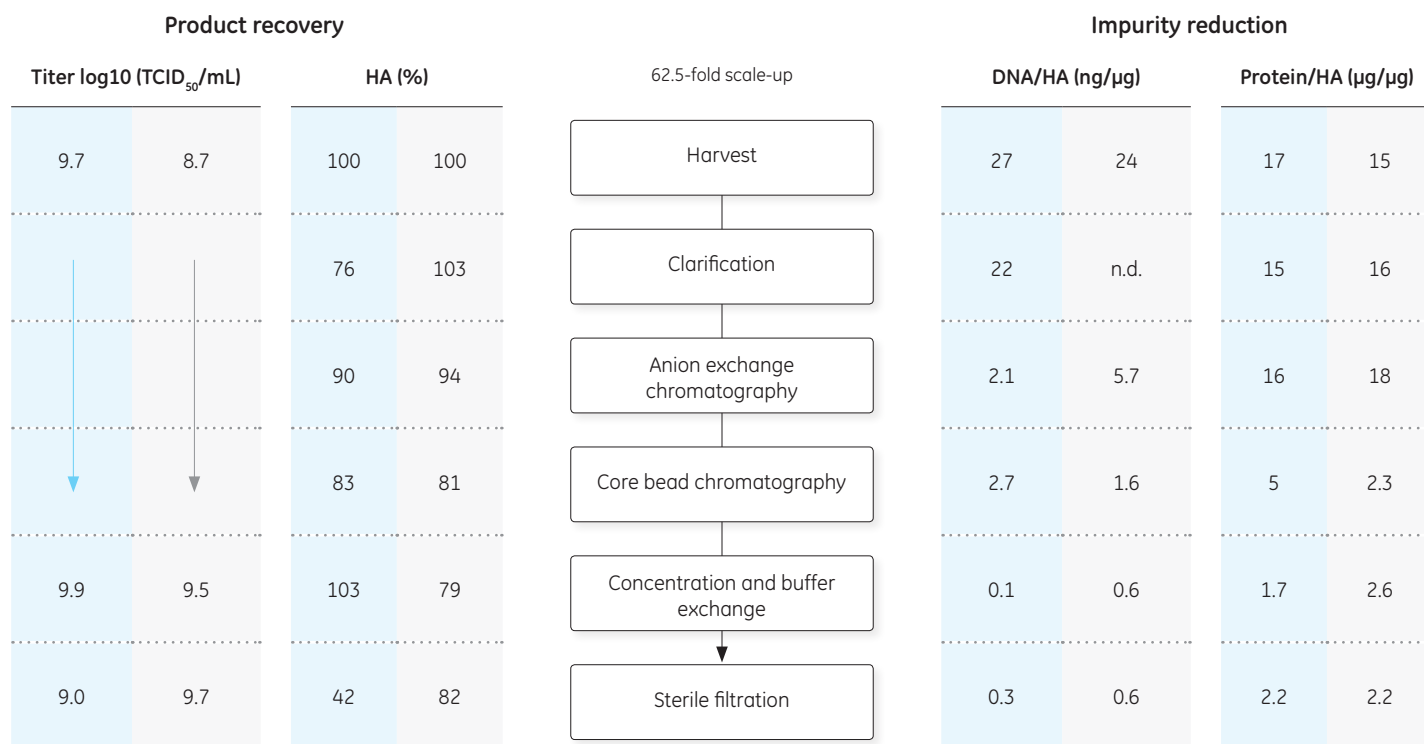 Product recovery Impurity reduction
Titer log10 (TCID50/mL) HA (%) 62.5-fold scale-up DNA/HA (ng/µg) Protein/HA (µg/µg)
9.7 8.7 100 100 Harvest 27 24 17 15
76 103 Clarification 22 n.d. 15 16
90 94 Anion exchange
chromatography 2.1 5.7 16 18
83 81 Core bead chromatography 2.7 1.6 5 2.3
9.9 9.5 103 79 Concentration and buffer
exchange 0.1 0.6 1.7 2.6
9.0 9.7 42 82 Sterile filtration 0.3 0.6 2.2 2.2